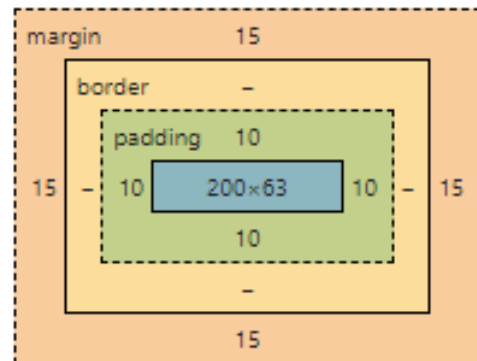 margin 15
border –
padding 10
15 – 10 200×63 10 – 15
10
–
15